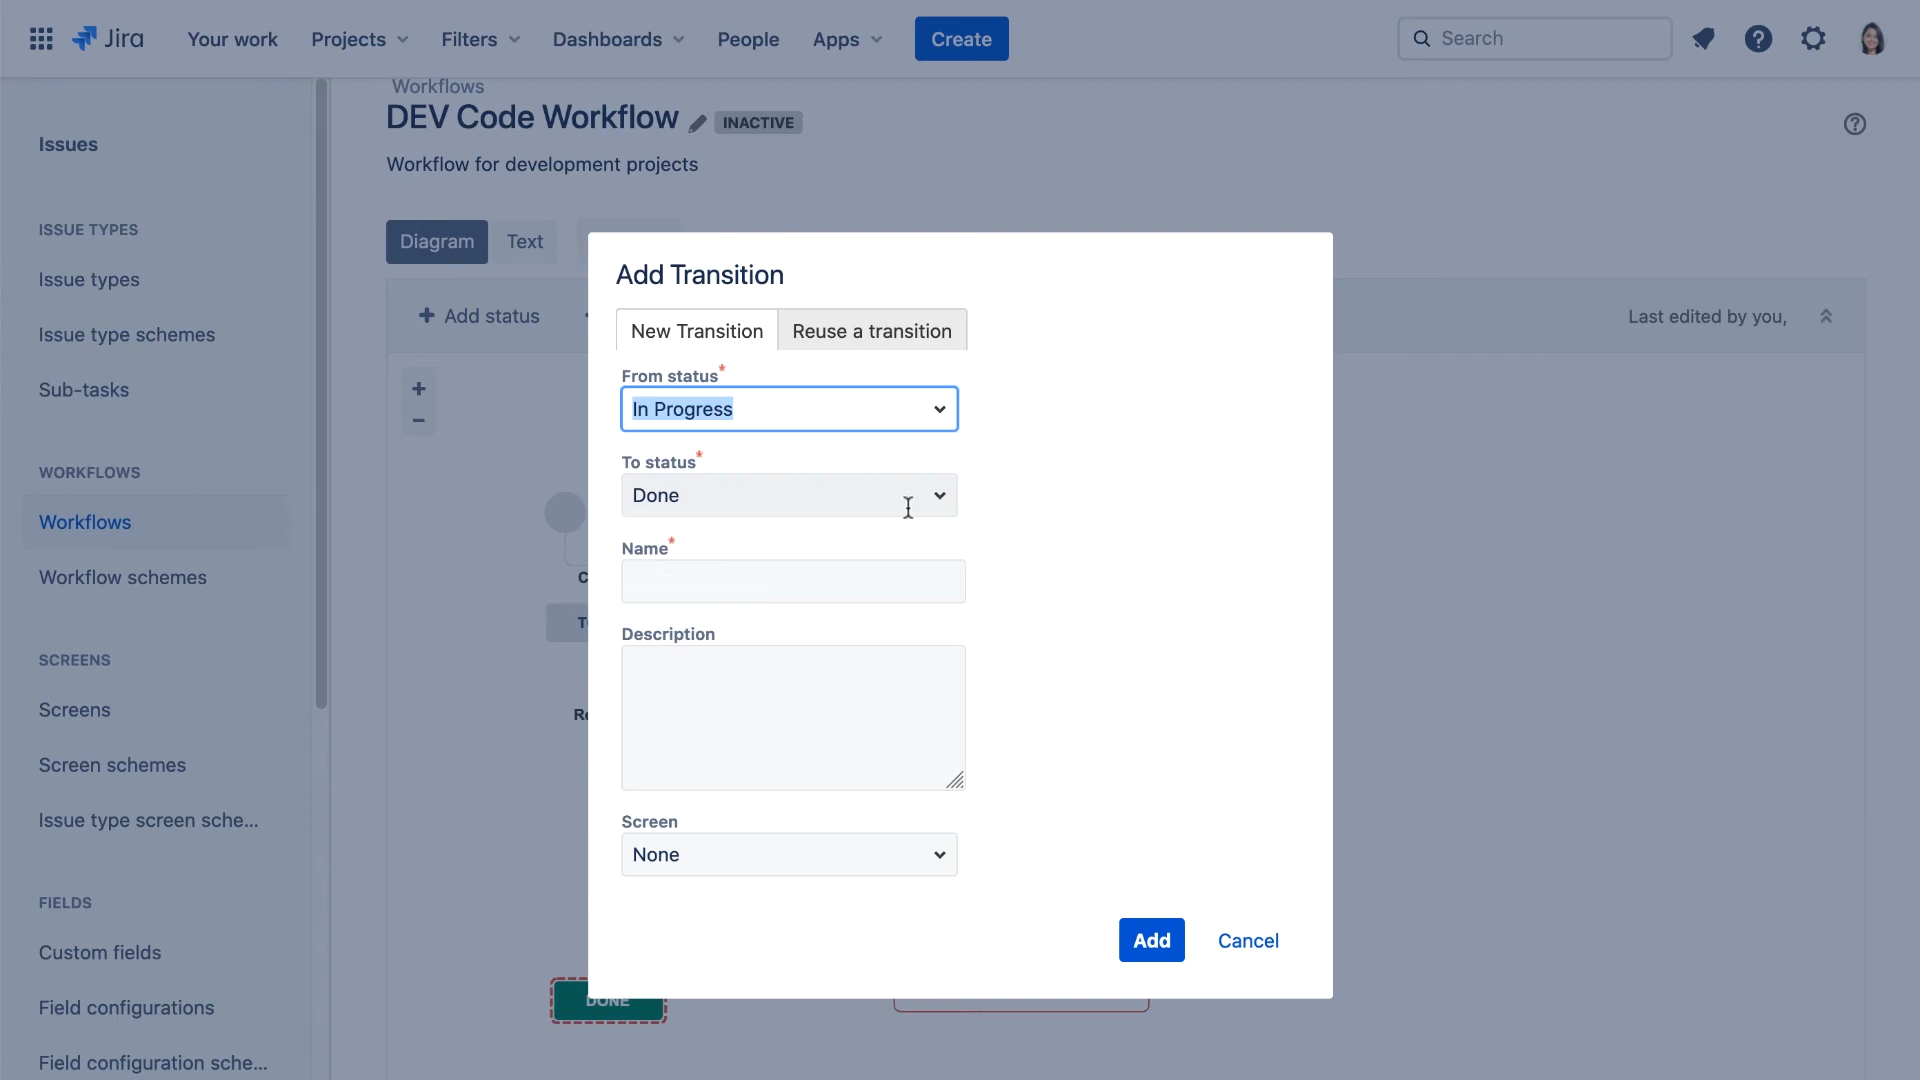 Jira
Your work
Projects
Filters
Dashboards
People
Apps
Create
Search
Issues
ISSUE TYPES
Issue types
Issue type schemes
Sub-tasks
WORKFLOWS
Workflows
Workflow schemes
SCREENS
Screens
Screen schemes
Issue type screen sche...
FIELDS
Custom fields
Field configurations
Field configuration sche...
Workflows
DEV Code Workflow
INACTIVE
Workflow for development projects
Diagram
Text
Add status
Last edited by you,
DONE
Add Transition
New Transition
Reuse a transition
From status*
In Progress
To status*
Done
Name*
Description
Screen
None
Add
Cancel